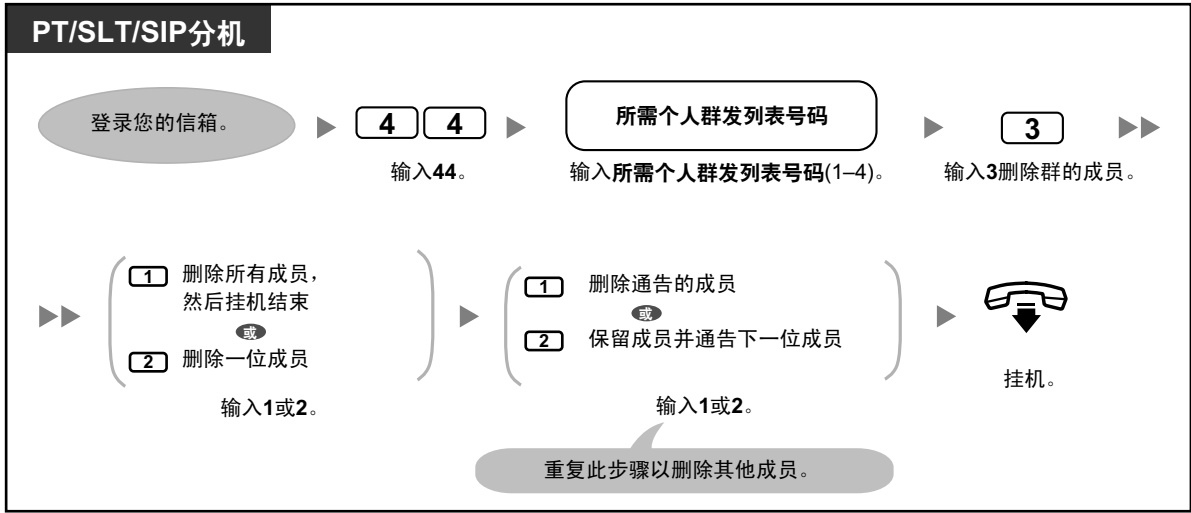 PT/SLT/SIP分机
登录您的信箱。
4 4
输入44。
所需个人群发列表号码
输入所需个人群发列表号码(1–4)。
3
输入3删除群的成员。
1 删除所有成员，
然后挂机结束
或
2 删除一位成员
输入1或2。
1 删除通告的成员
或
2 保留成员并通告下一位成员
输入1或2。
重复此步骤以删除其他成员。
挂机。